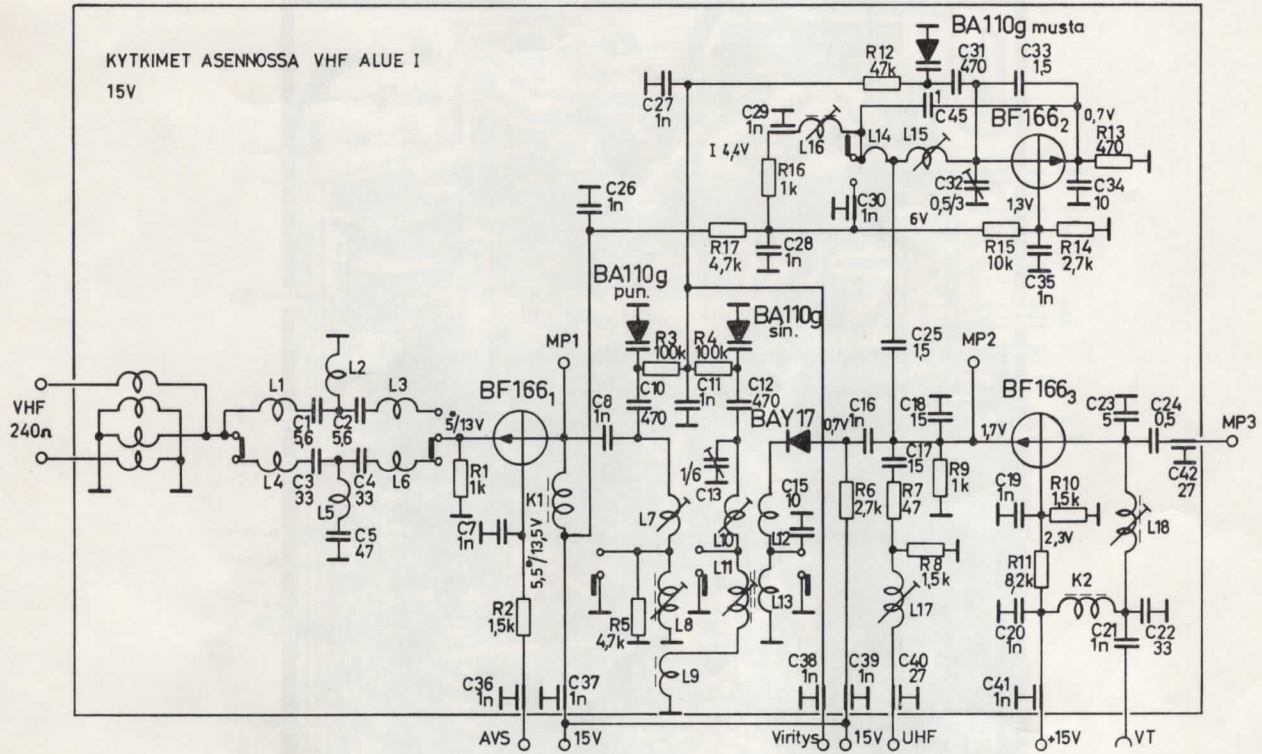 KYTKIMET ASENNOSSA VHF ALUE I
15V
BA110g musta
R12
47k
C31
470
C33
1,5
C27
1n
C29
1n
L16
1
C45
L14
L15
BF166₂
0,7V
R13
470
I 4,4V
R16
1k
C26
1n
C30
1n
C32
0,5/3
C34
10
6V
1,3V
R17
4,7k
C28
1n
R15
10k
R14
2,7k
C35
1n
BA110g
pun.
BA110g
sin.
MP1
R3
100k
R4
100k
C25
1,5
MP2
VHF
240Ω
L1
L2
L3
C1
5,6
C2
5,6
BF166₁
C8
1n
C10
470
C11
1n
C12
470
BAY17
0,7V
C16
1n
C18
15
1,7V
BF166₃
C23
5
C24
0,5
MP3
*5/13V
L4
C3
33
C4
33
L6
L5
C5
47
R1
1k
C7
1n
K1
5,5*/13,5V
L7
1/6
C13
L10
C15
10
L12
R6
2,7k
C17
15
R7
47
R9
1k
C19
1n
R10
1,5k
C42
27
L18
2,3V
R2
1,5k
R5
4,7k
L8
L11
L13
R8
1,5k
L17
R11
8,2k
K2
C20
1n
C21
1n
C22
33
L9
C36
1n
C37
1n
C38
1n
C39
1n
C40
27
C41
1n
AVS
15V
Viritys
15V
UHF
+15V
VT